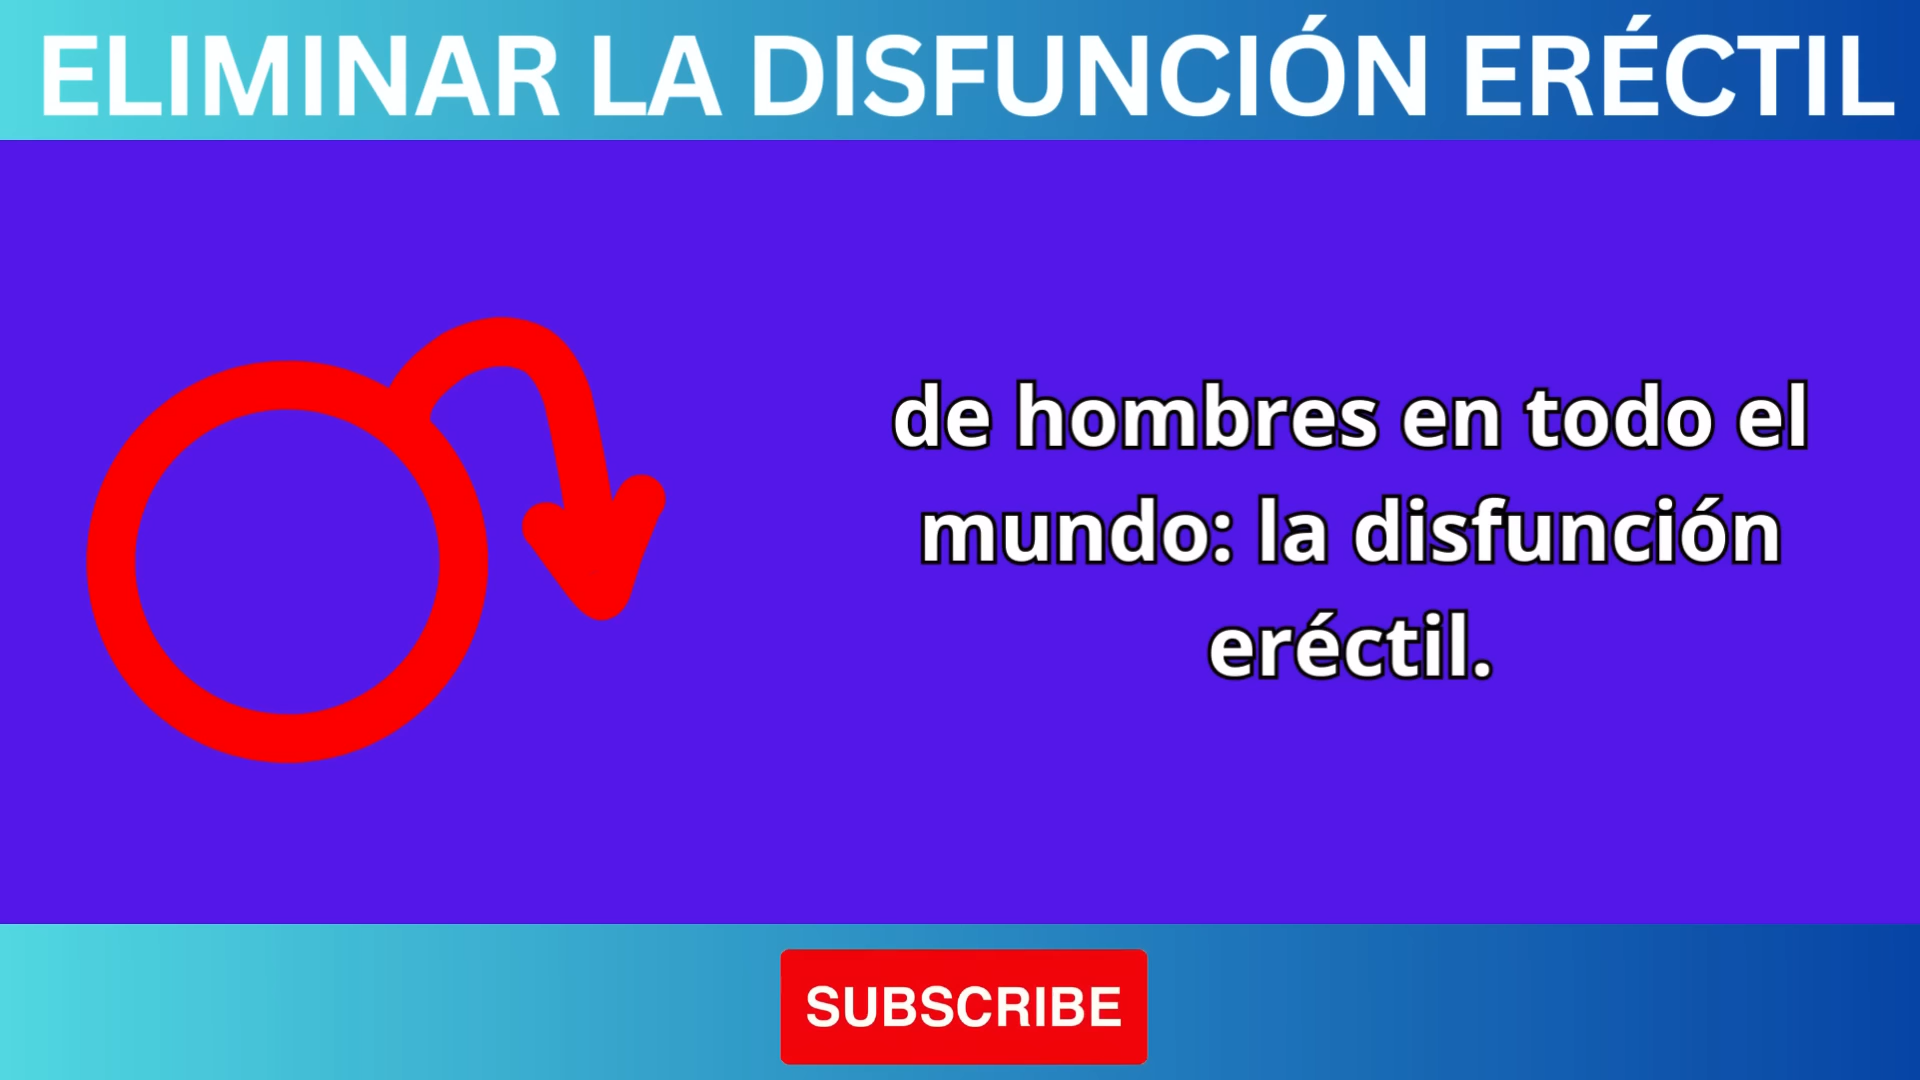 ELIMINAR LA DISFUNCIÓN ERÉCTIL
de hombres en todo el
mundo: la disfunción
eréctil.
SUBSCRIBE